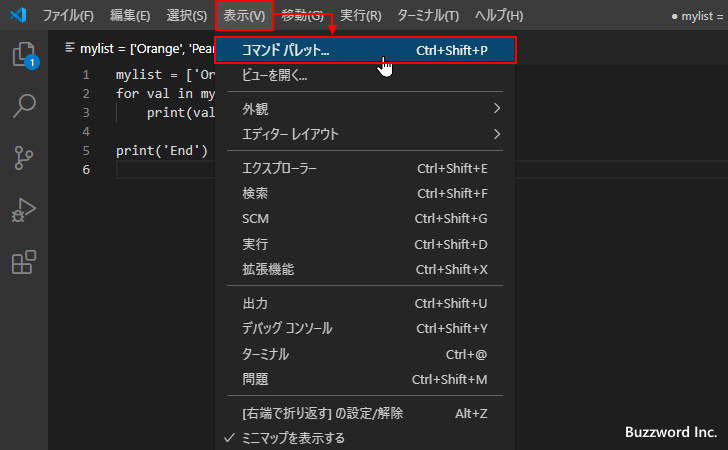 ファイル(F) 編集(E) 選択(S) 表示(V) 移動(G) 実行(R) ターミナル(T) ヘルプ(H) ● mylist =
mylist = ['Orange', 'Pear
コマンド パレット... Ctrl+Shift+P
1 mylist = ['Or
ビューを開く...
2 for val in my
3 print(val
外観
4
エディター レイアウト
5 print('End')
6
エクスプローラー Ctrl+Shift+E
検索 Ctrl+Shift+F
SCM Ctrl+Shift+G
実行 Ctrl+Shift+D
拡張機能 Ctrl+Shift+X
出力 Ctrl+Shift+U
デバッグ コンソール Ctrl+Shift+Y
ターミナル Ctrl+@
問題 Ctrl+Shift+M
[右端で折り返す] の設定/解除 Alt+Z
✓ ミニマップを表示する
1
Buzzword Inc.